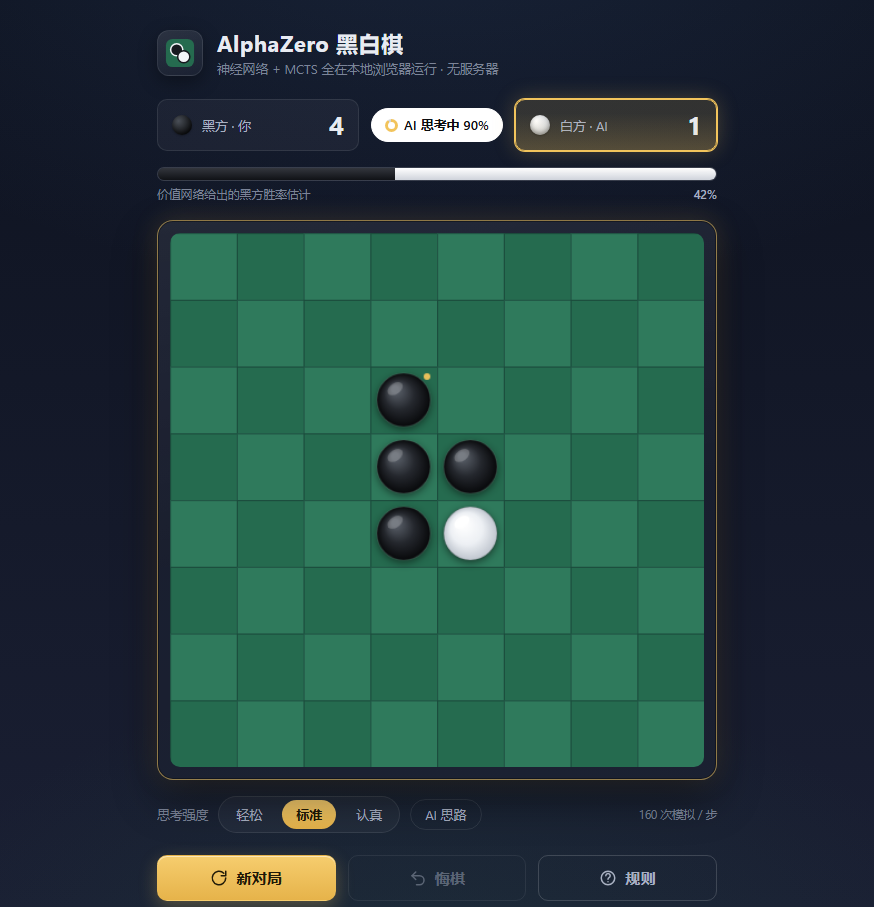 AlphaZero 黑白棋
神经网络 + MCTS 全在本地浏览器运行 · 无服务器
黑方 · 你
4
AI 思考中 90%
白方 · AI
1
价值网络给出的黑方胜率估计
42%
思考强度
轻松
标准
认真
AI 思路
160 次模拟 / 步
新对局
悔棋
规则